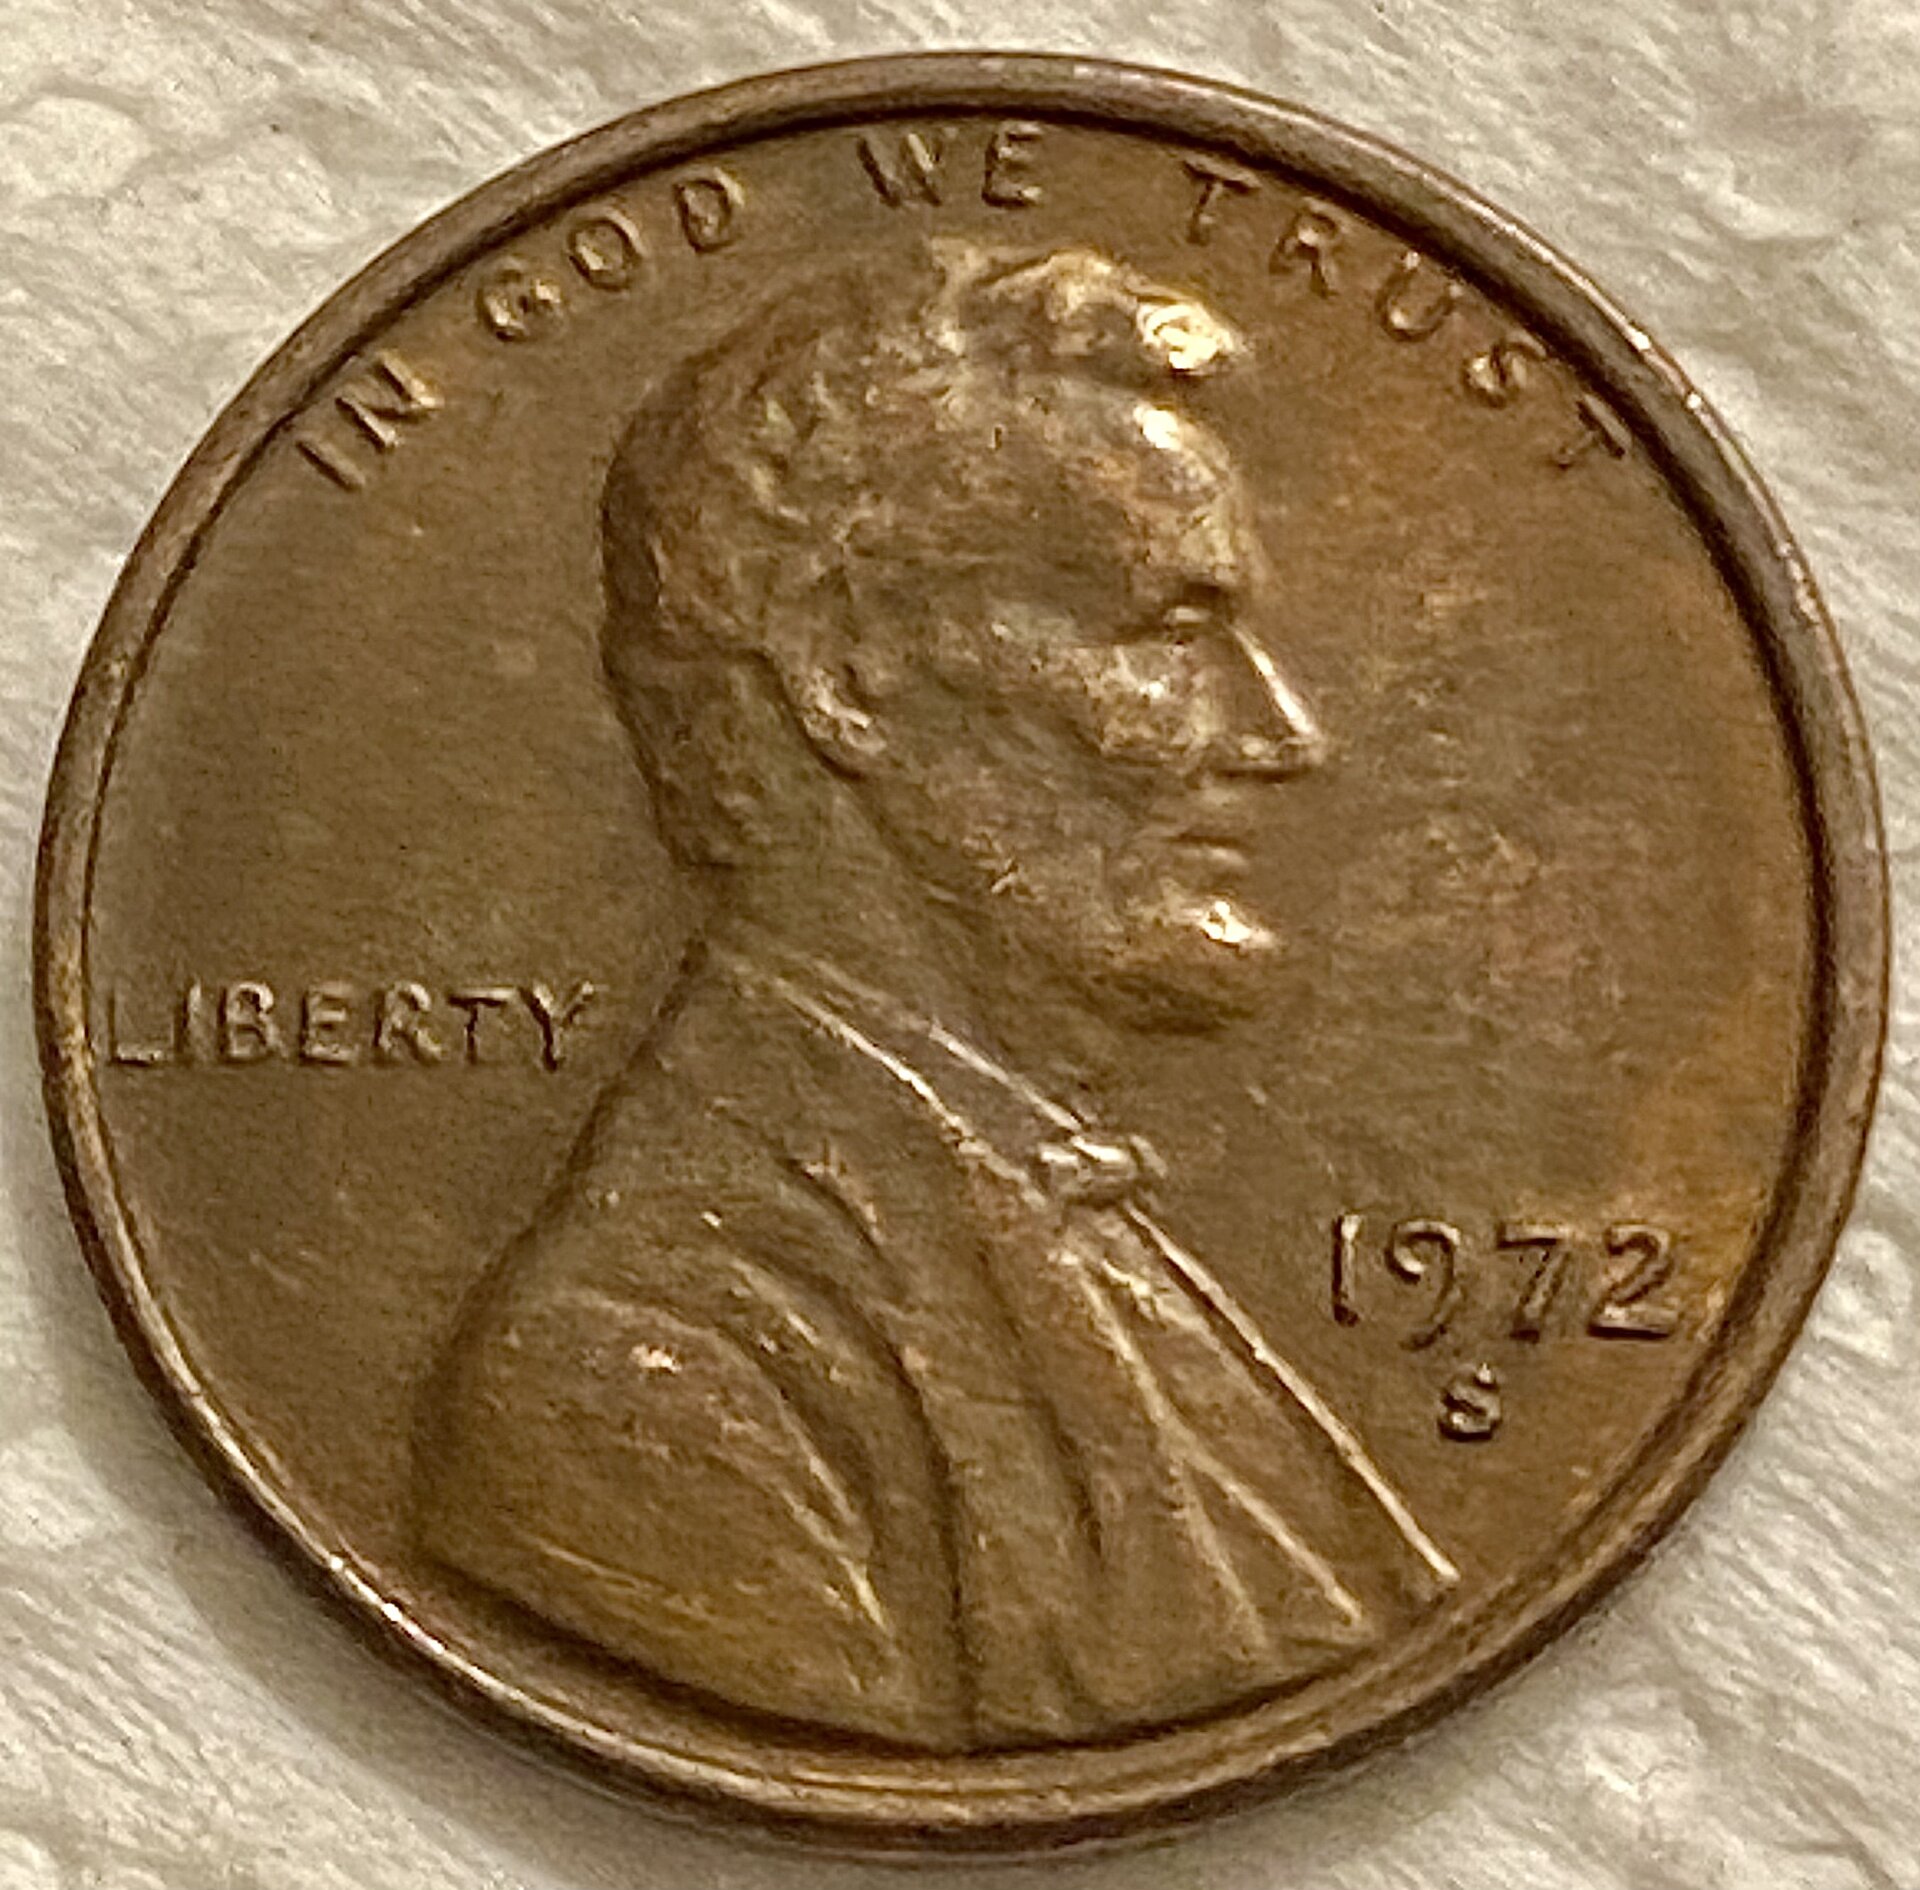 IN GOD WE TRUST
LIBERTY
1972
S